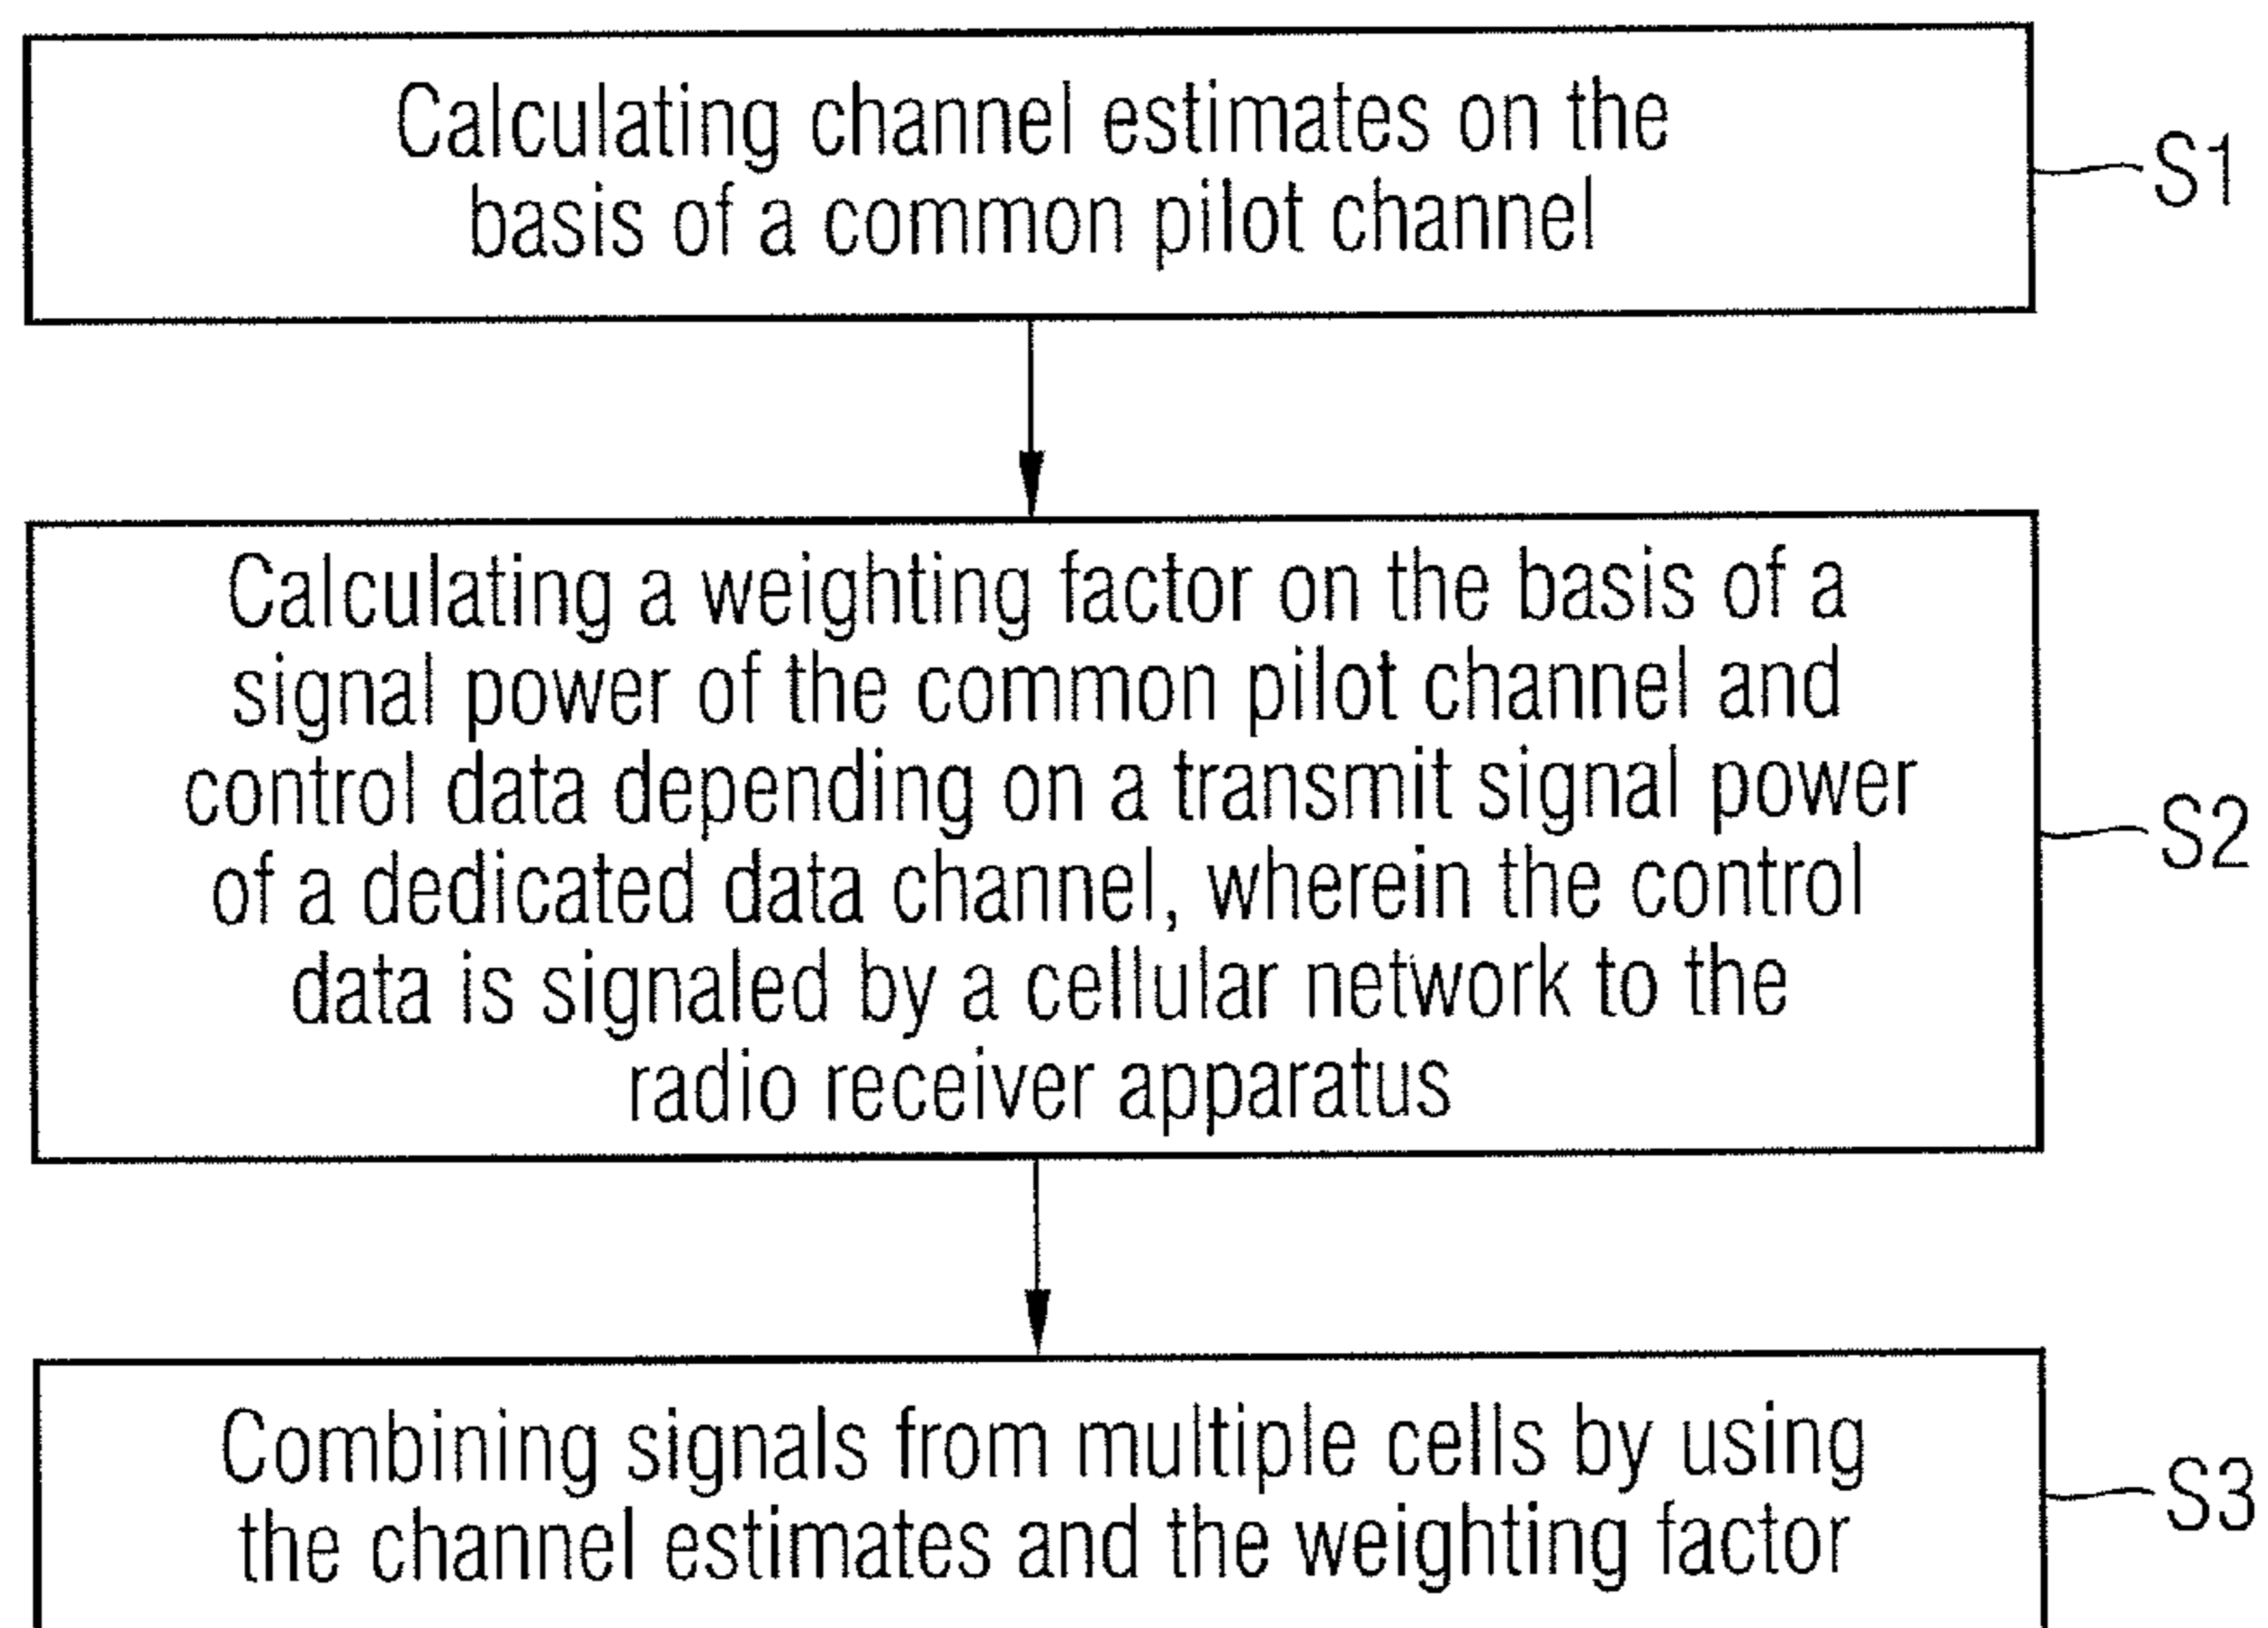 Calculating channel estimates on the
basis of a common pilot channel
S1
Calculating a weighting factor on the basis of a
signal power of the common pilot channel and
control data depending on a transmit signal power
of a dedicated data channel, wherein the control
data is signaled by a cellular network to the
radio receiver apparatus
S2
Combining signals from multiple cells by using
the channel estimates and the weighting factor
S3